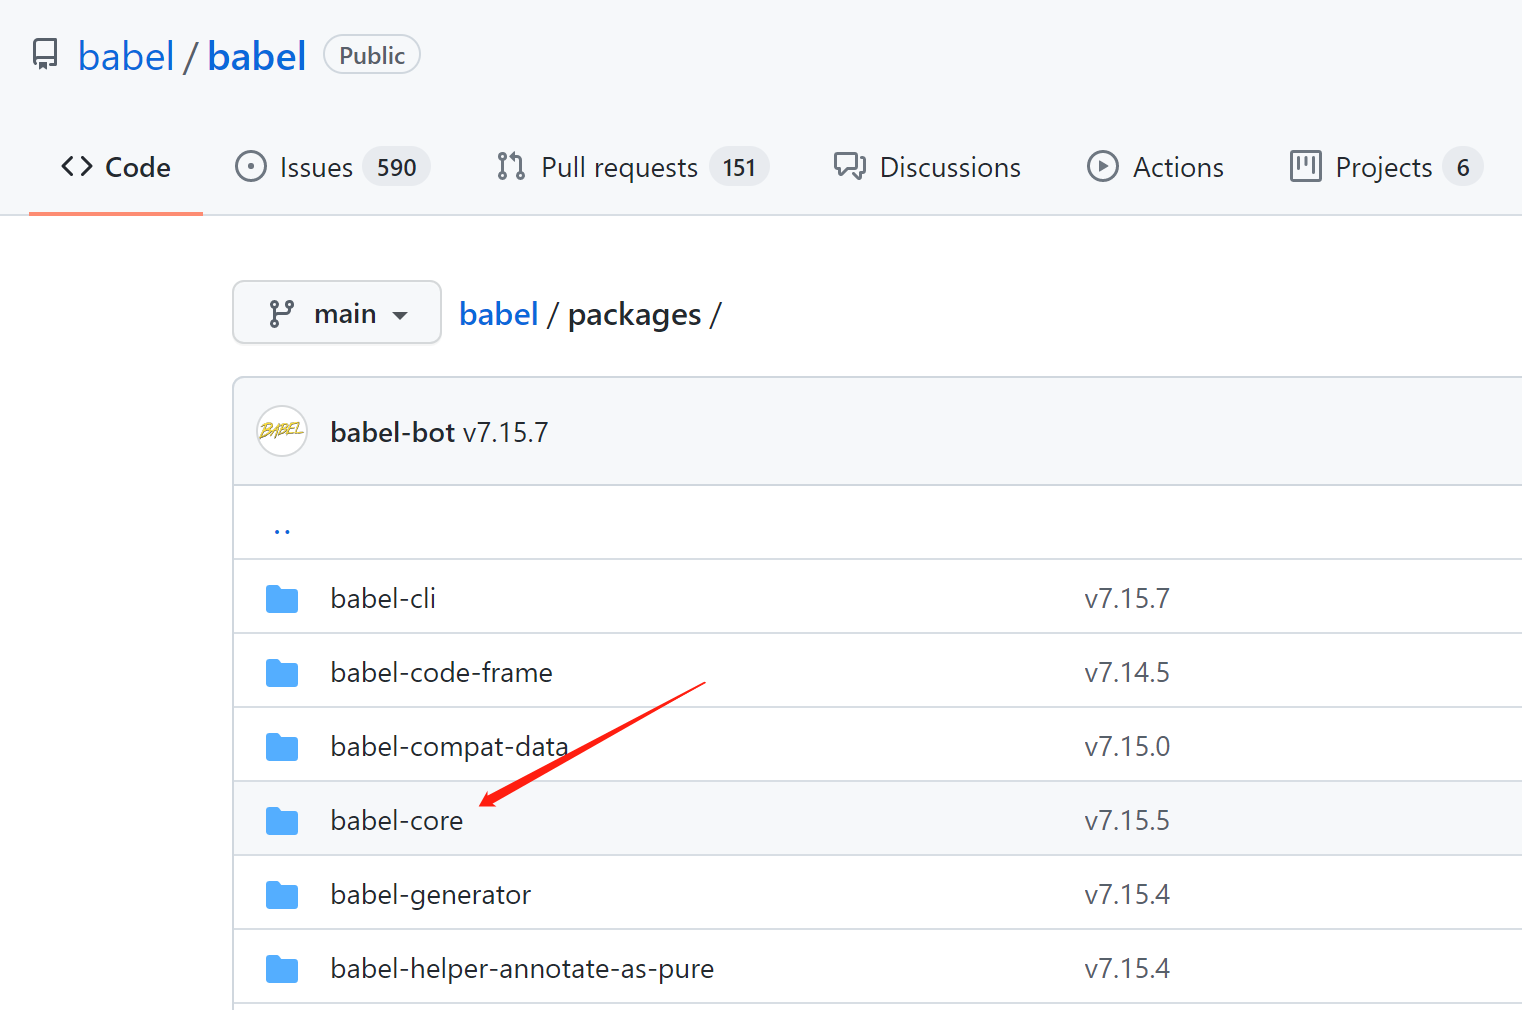 babel / babel Public
Code Issues 590 Pull requests 151 Discussions Actions Projects 6
main babel / packages /
BABEL babel-bot v7.15.7
..
babel-cli v7.15.7
babel-code-frame v7.14.5
babel-compat-data v7.15.0
babel-core v7.15.5
babel-generator v7.15.4
babel-helper-annotate-as-pure v7.15.4